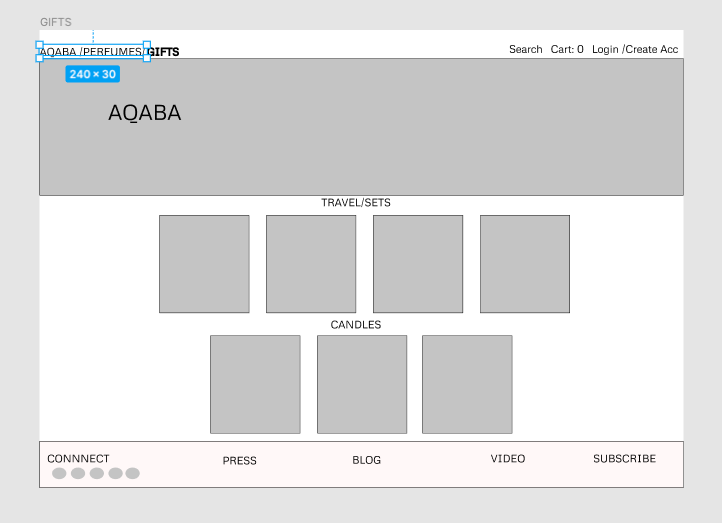 GIFTS
AQABA /PERFUMES/GIFTS
Search Cart: 0 Login /Create Acc
240 × 30
AQABA
TRAVEL/SETS
CANDLES
CONNNECT
PRESS
BLOG
VIDEO
SUBSCRIBE